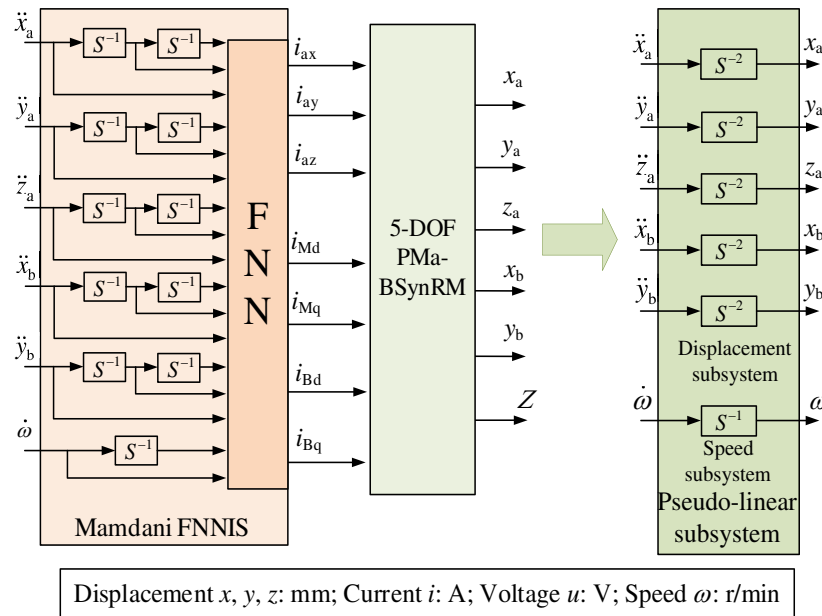 ẍa S⁻¹ S⁻¹
ÿa S⁻¹ S⁻¹
z̈a S⁻¹ S⁻¹
ẍb S⁻¹ S⁻¹
ÿb S⁻¹ S⁻¹
ω̇ S⁻¹
F
N
N
Mamdani FNNIS
iax
iay
iaz
iMd
iMq
iBd
iBq
5-DOF
PMa-
BSynRM
xa
ya
za
xb
yb
Z
ẍa S⁻² xa
ÿa S⁻² ya
z̈a S⁻² za
ẍb S⁻² xb
ÿb S⁻² yb
Displacement
subsystem
ω̇ S⁻¹ ω
Speed
subsystem
Pseudo-linear
subsystem
Displacement x, y, z: mm; Current i: A; Voltage u: V; Speed ω: r/min